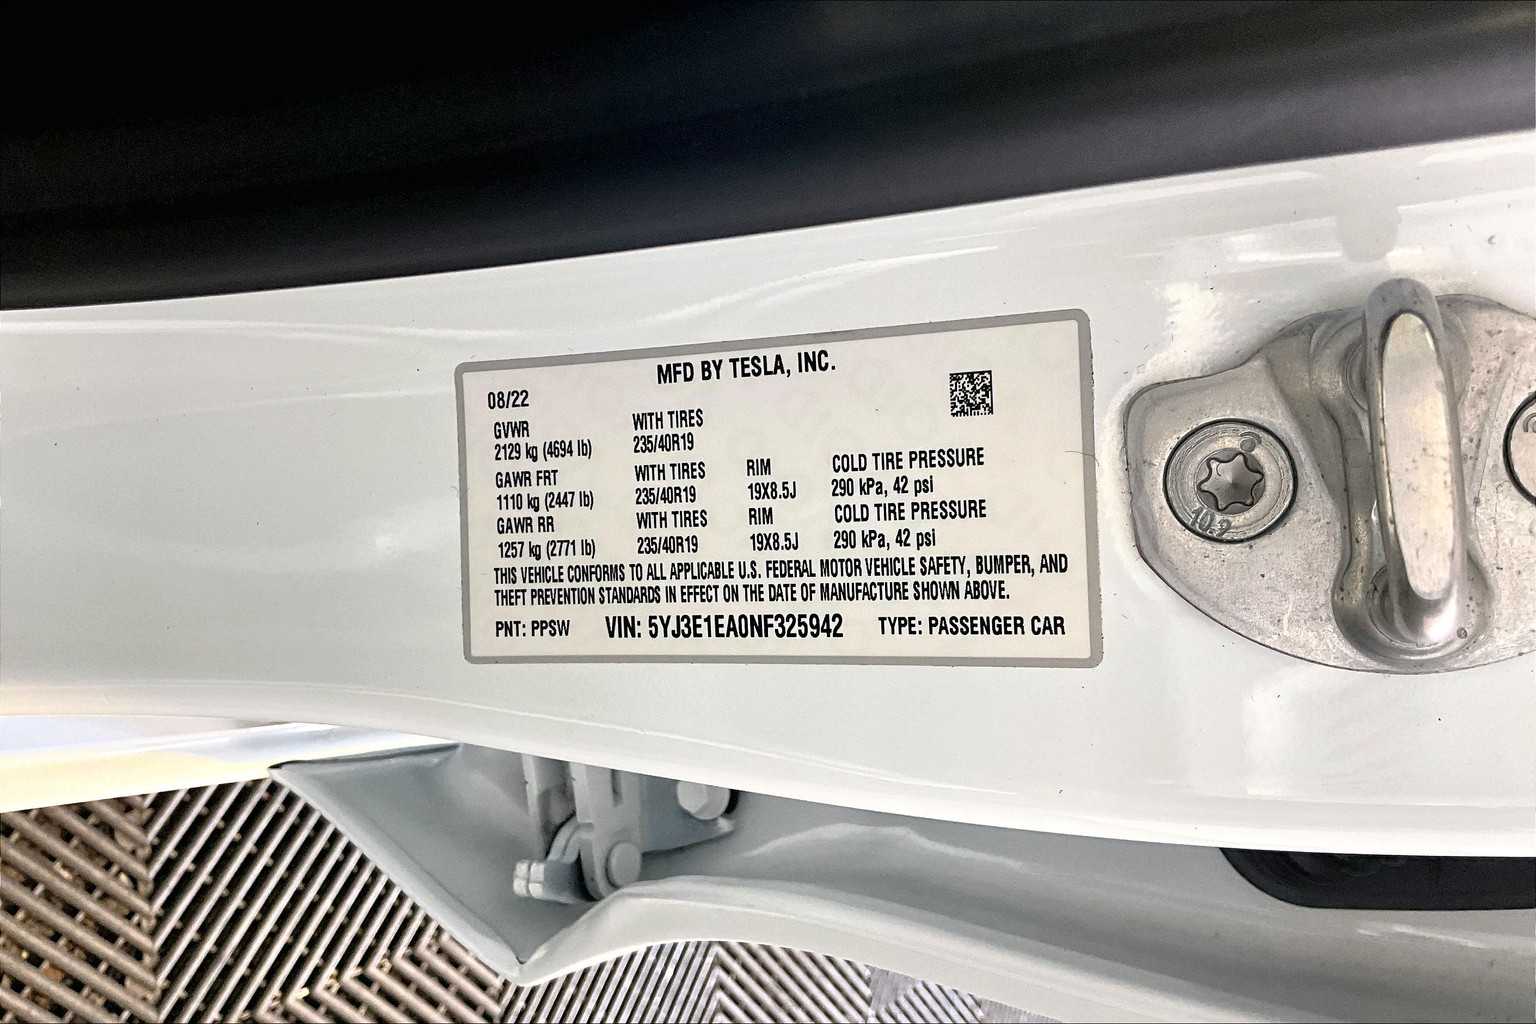 MFD BY TESLA, INC.
08/22
GVWR WITH TIRES
2129 kg (4694 lb) 235/40R19
GAWR FRT WITH TIRES RIM COLD TIRE PRESSURE
1110 kg (2447 lb) 235/40R19 19X8.5J 290 kPa, 42 psi
GAWR RR WITH TIRES RIM COLD TIRE PRESSURE
1257 kg (2771 lb) 235/40R19 19X8.5J 290 kPa, 42 psi
THIS VEHICLE CONFORMS TO ALL APPLICABLE U.S. FEDERAL MOTOR VEHICLE SAFETY, BUMPER, AND
THEFT PREVENTION STANDARDS IN EFFECT ON THE DATE OF MANUFACTURE SHOWN ABOVE.
PNT: PPSW VIN: 5YJ3E1EA0NF325942 TYPE: PASSENGER CAR
10.9